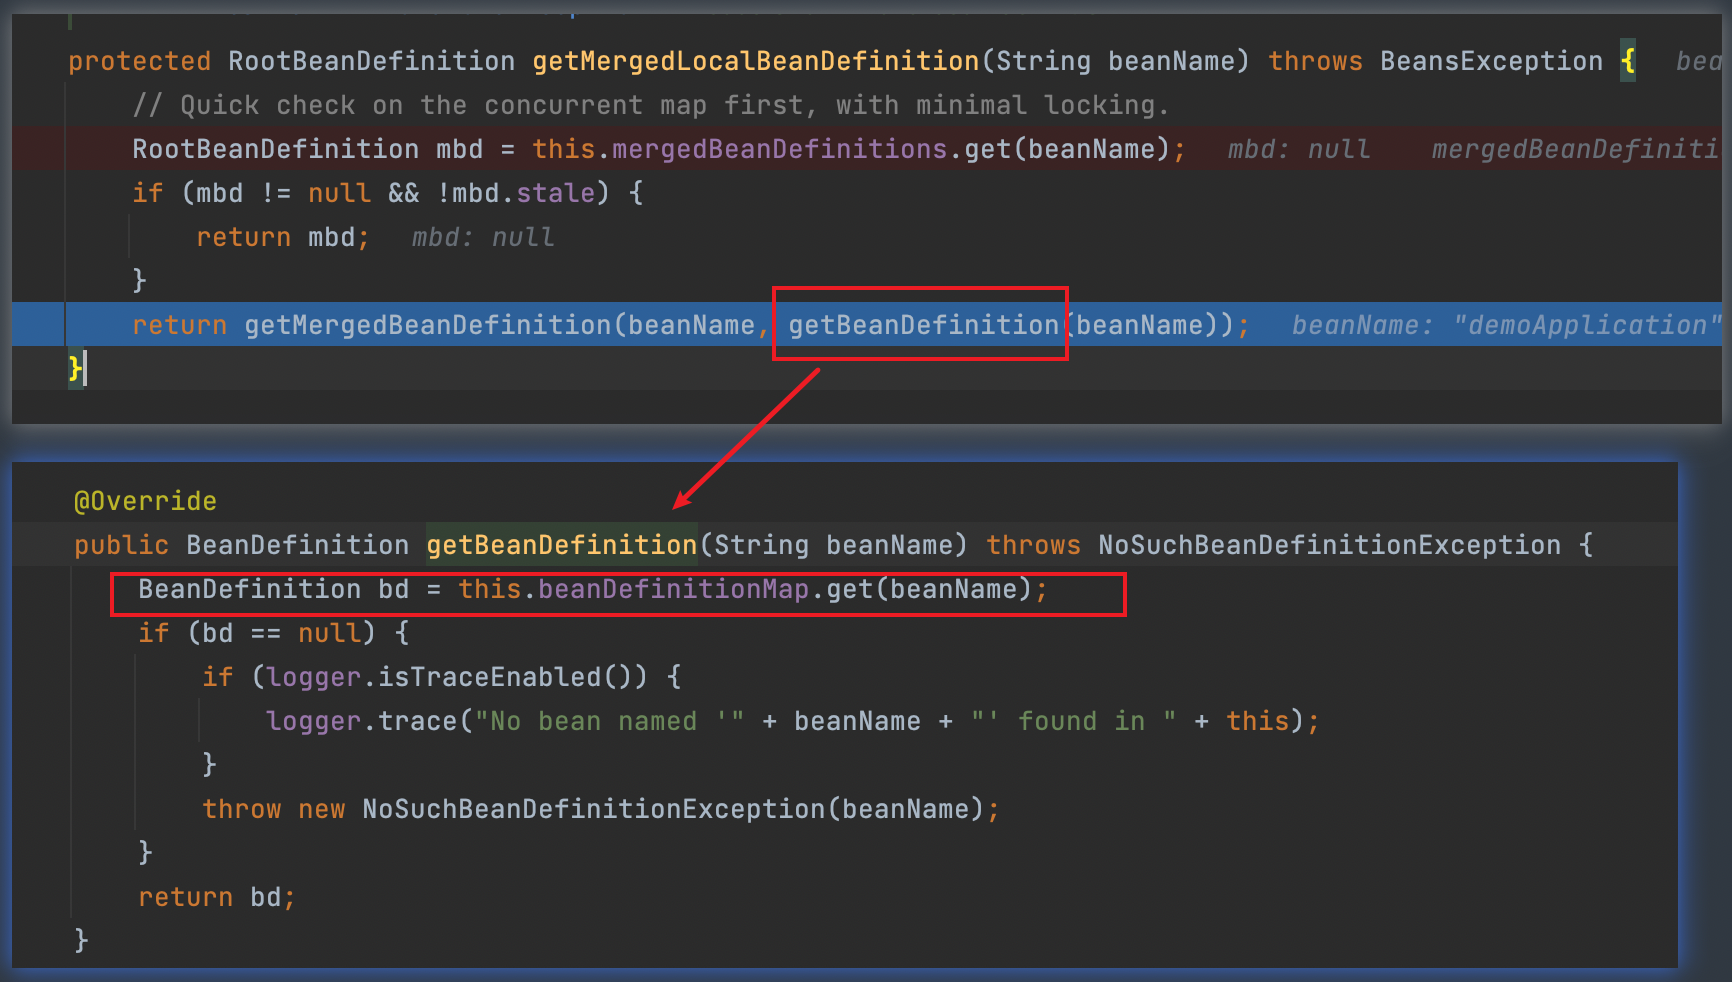 protected RootBeanDefinition getMergedLocalBeanDefinition(String beanName) throws BeansException {   bea
// Quick check on the concurrent map first, with minimal locking.
RootBeanDefinition mbd = this.mergedBeanDefinitions.get(beanName);   mbd: null   mergedBeanDefiniti
if (mbd != null && !mbd.stale) {
return mbd;   mbd: null
}
return getMergedBeanDefinition(beanName, getBeanDefinition(beanName));   beanName: "demoApplication"
}
@Override
public BeanDefinition getBeanDefinition(String beanName) throws NoSuchBeanDefinitionException {
BeanDefinition bd = this.beanDefinitionMap.get(beanName);
if (bd == null) {
if (logger.isTraceEnabled()) {
logger.trace("No bean named '" + beanName + "' found in " + this);
}
throw new NoSuchBeanDefinitionException(beanName);
}
return bd;
}